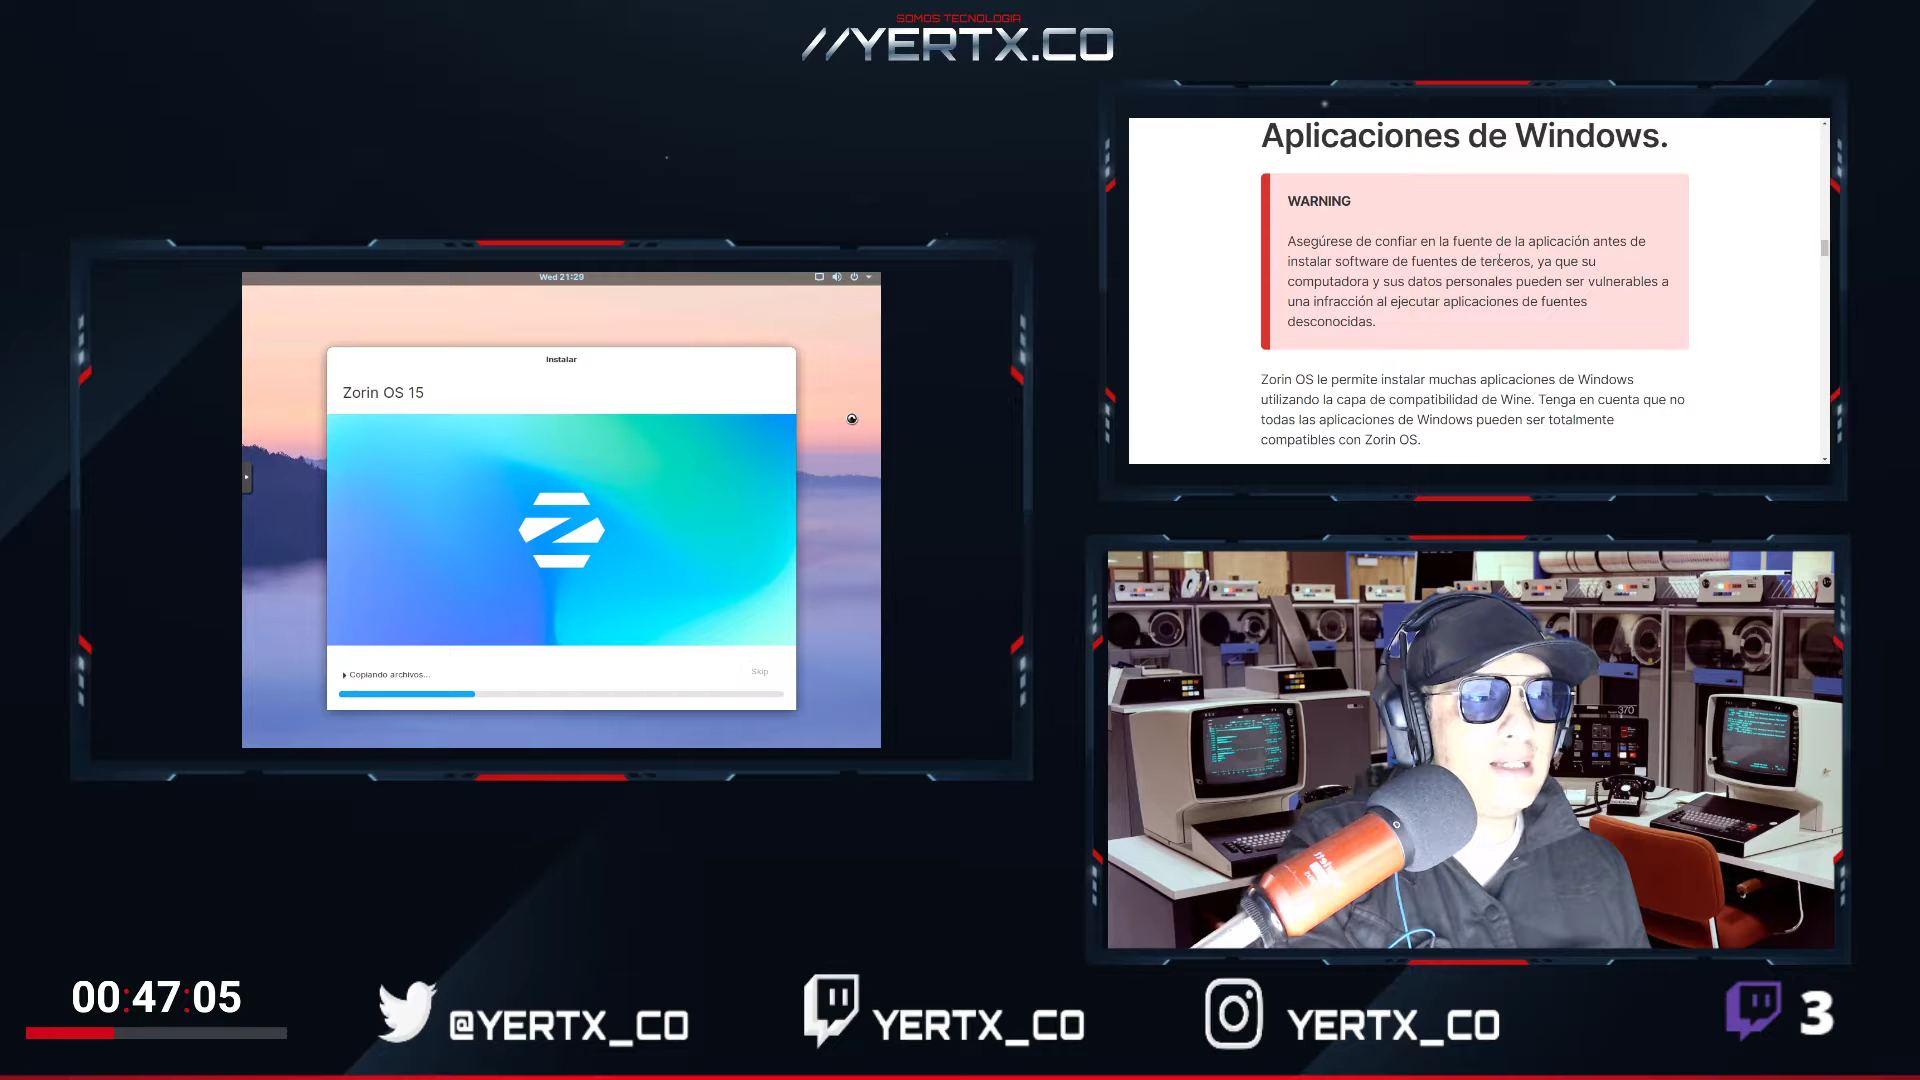 SOMOS TECNOLOGIA
//YERTX.CO
Wed 21:29
Instalar
Zorin OS 15
Copiando archivos...
Skip
Aplicaciones de Windows.
WARNING
Asegúrese de confiar en la fuente de la aplicación antes de
instalar software de fuentes de terceros, ya que su
computadora y sus datos personales pueden ser vulnerables a
una infracción al ejecutar aplicaciones de fuentes
desconocidas.
Zorin OS le permite instalar muchas aplicaciones de Windows
utilizando la capa de compatibilidad de Wine. Tenga en cuenta que no
todas las aplicaciones de Windows pueden ser totalmente
compatibles con Zorin OS.
370
00:47:05
@YERTX_CO
YERTX_CO
YERTX_CO
3